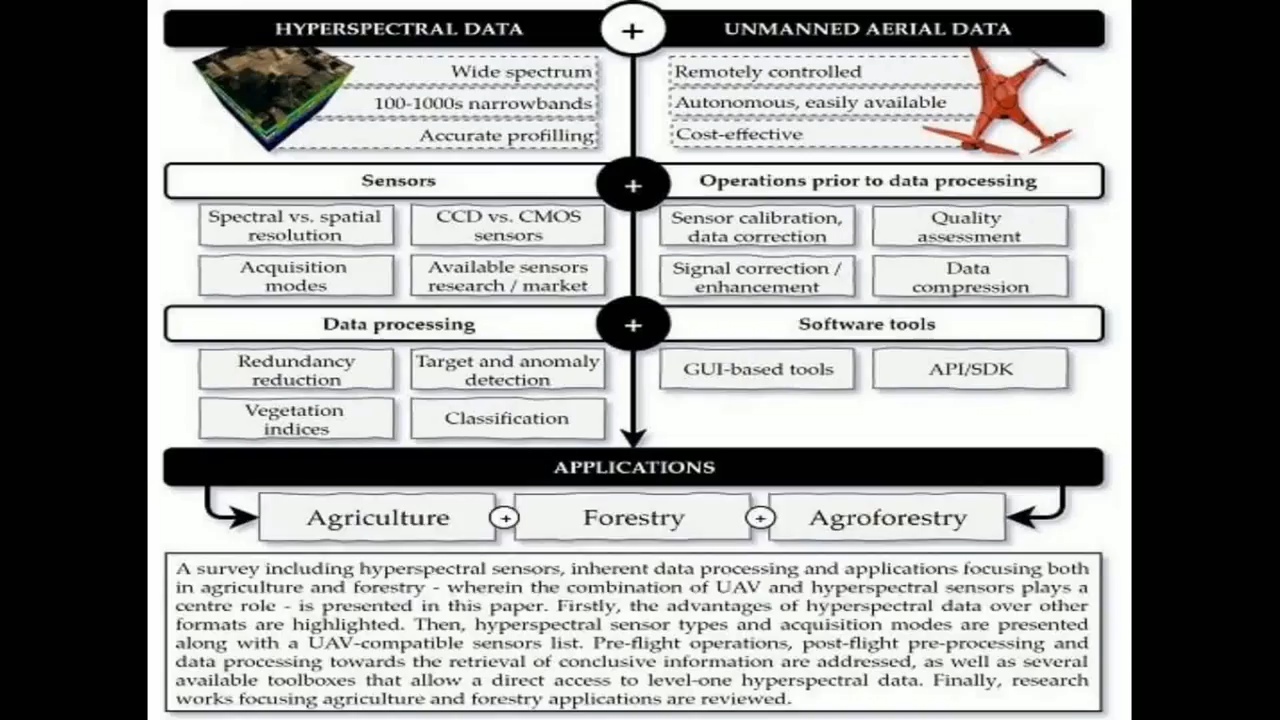 HYPERSPECTRAL DATA
+
UNMANNED AERIAL DATA
Wide spectrum
100-1000s narrowbands
Accurate profilling
Remotely controlled
Autonomous, easily available
Cost-effective
Sensors
+
Operations prior to data processing
Spectral vs. spatial
resolution
CCD vs. CMOS
sensors
Acquisition
modes
Available sensors
research / market
Sensor calibration,
data correction
Quality
assessment
Signal correction /
enhancement
Data
compression
Data processing
+
Software tools
Redundancy
reduction
Target and anomaly
detection
Vegetation
indices
Classification
GUI-based tools
API/SDK
APPLICATIONS
Agriculture
+
Forestry
+
Agroforestry
A survey including hyperspectral sensors, inherent data processing and applications focusing both
in agriculture and forestry - wherein the combination of UAV and hyperspectral sensors plays a
centre role - is presented in this paper. Firstly, the advantages of hyperspectral data over other
formats are highlighted. Then, hyperspectral sensor types and acquisition modes are presented
along with a UAV-compatible sensors list. Pre-flight operations, post-flight pre-processing and
data processing towards the retrieval of conclusive information are addressed, as well as several
available toolboxes that allow a direct access to level-one hyperspectral data. Finally, research
works focusing agriculture and forestry applications are reviewed.